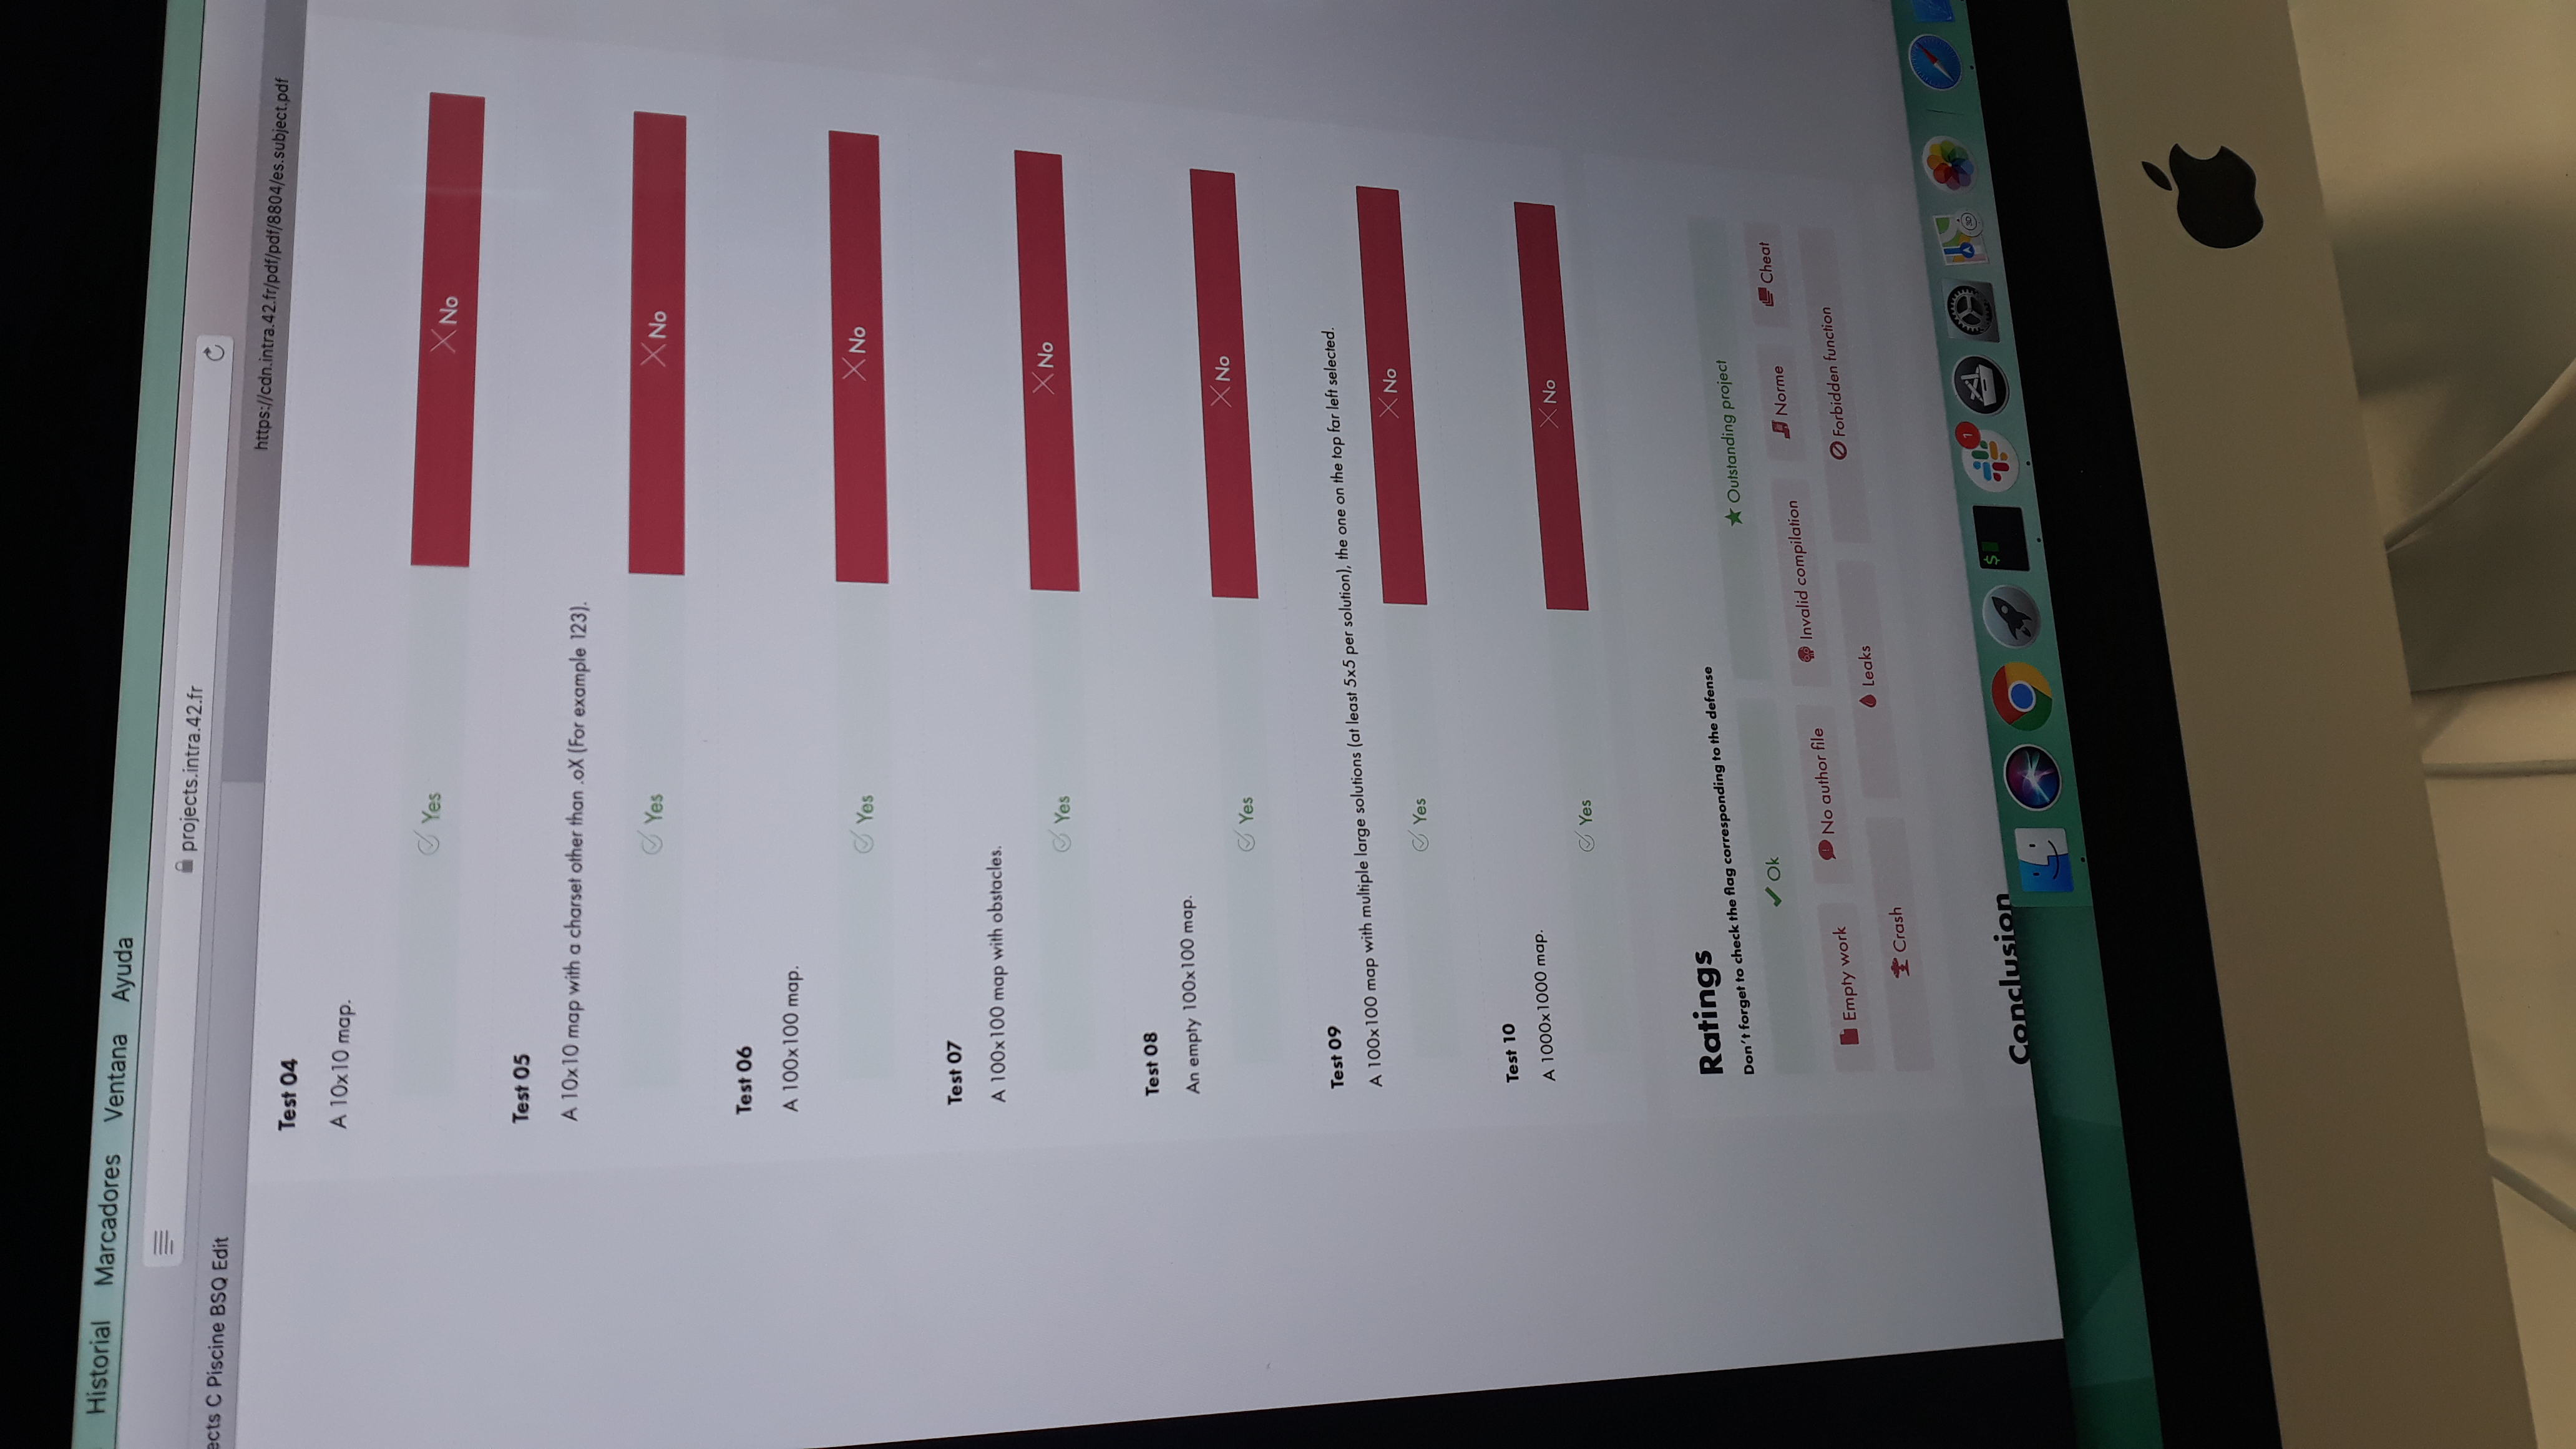 Historial Marcadores Ventana Ayuda
projects.intra.42.fr
ects C Piscine BSQ Edit
https://cdn.intra.42.fr/pdf/pdf/8804/es.subject.pdf
Test 04
A 10x10 map.
Yes No
Test 05
A 10x10 map with a charset other than .oX (For example 123).
Yes No
Test 06
A 100x100 map.
Yes No
Test 07
A 100x100 map with obstacles.
Yes No
Test 08
An empty 100x100 map.
Yes No
Test 09
A 100x100 map with multiple large solutions (at least 5x5 per solution), the one on the top far left selected.
Yes No
Test 10
A 1000x1000 map.
Yes No
Ratings
Don't forget to check the flag corresponding to the defense
Ok Outstanding project
Empty work No author file Invalid compilation Norme Cheat
Crash Leaks Forbidden function
Conclusion
$
1
3D